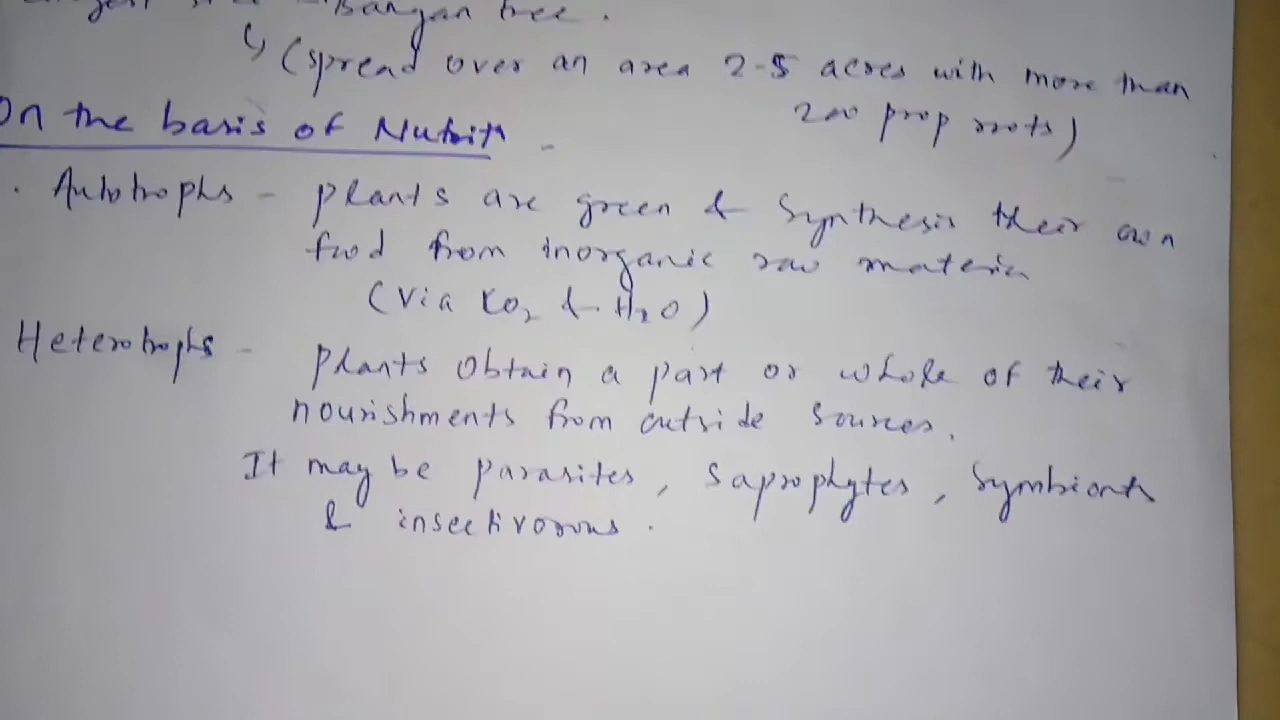 Bangan tree.
↳ (spread over an area 2-5 acres with more than
200 prop roots)
On the basis of Nutrits -
. Autotrophs - plants are green & Synthesis their own
food from inorganic raw materia
(via CO2 & H2O)
Heterotrophs - plants obtain a part or whole of their
nourishments from outside sources.
It may be parasites, saprophytes, symbionts
& insectivorous.